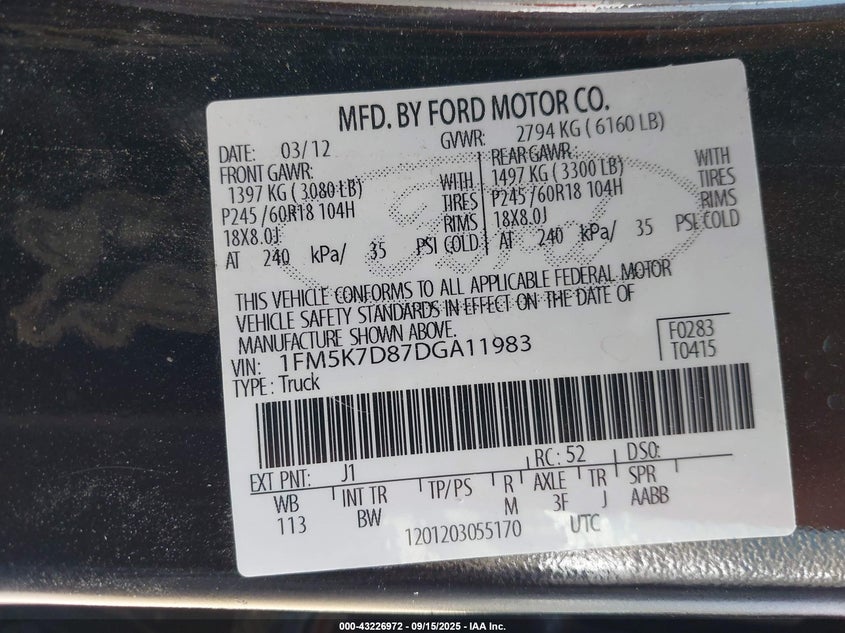 MFD. BY FORD MOTOR CO.
DATE: 03/12 GVWR: 2794 KG ( 6160 LB)
FRONT GAWR: REAR GAWR:
1397 KG (3080 LB) WITH 1497 KG (3300 LB) WITH
P245 /60R18 104H TIRES P245 /60R18 104H TIRES
18X8.0J RIMS 18X8.0J RIMS
AT 240 kPa/ 35 PSI COLD AT 240 kPa/ 35 PSI COLD
THIS VEHICLE CONFORMS TO ALL APPLICABLE FEDERAL MOTOR
VEHICLE SAFETY STANDARDS IN EFFECT ON THE DATE OF
MANUFACTURE SHOWN ABOVE.
VIN: 1FM5K7D87DGA11983 F0283
TYPE: Truck T0415
EXT PNT: J1 RC: 52 DSO:
WB INT TR TP/PS R AXLE TR SPR
113 BW M 3F J AABB
1201203055170 UTC
000-43226972 - 09/15/2025 - IAA Inc.